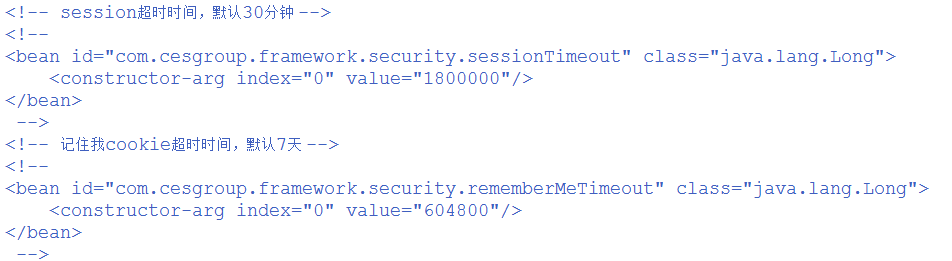 <!-- session超时时间，默认30分钟 -->
<!--
<bean id="com.cesgroup.framework.security.sessionTimeout" class="java.lang.Long">
    <constructor-arg index="0" value="1800000"/>
</bean>
 -->
<!-- 记住我cookie超时时间，默认7天 -->
<!--
<bean id="com.cesgroup.framework.security.rememberMeTimeout" class="java.lang.Long">
    <constructor-arg index="0" value="604800"/>
</bean>
 -->